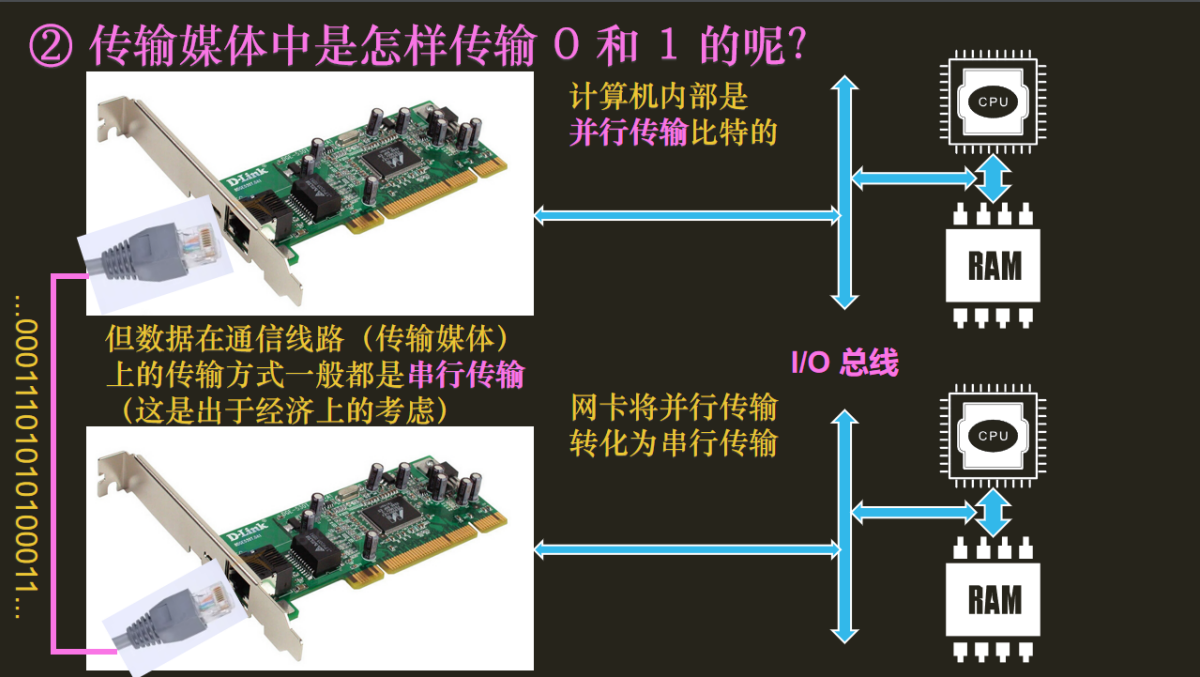 ② 传输媒体中是怎样传输 0 和 1 的呢？
计算机内部是
并行传输比特的
CPU
RAM
D-Link
但数据在通信线路（传输媒体）
上的传输方式一般都是串行传输
（这是出于经济上的考虑）
...00011101010100011...
I/O 总线
网卡将并行传输
转化为串行传输
CPU
RAM
D-Link